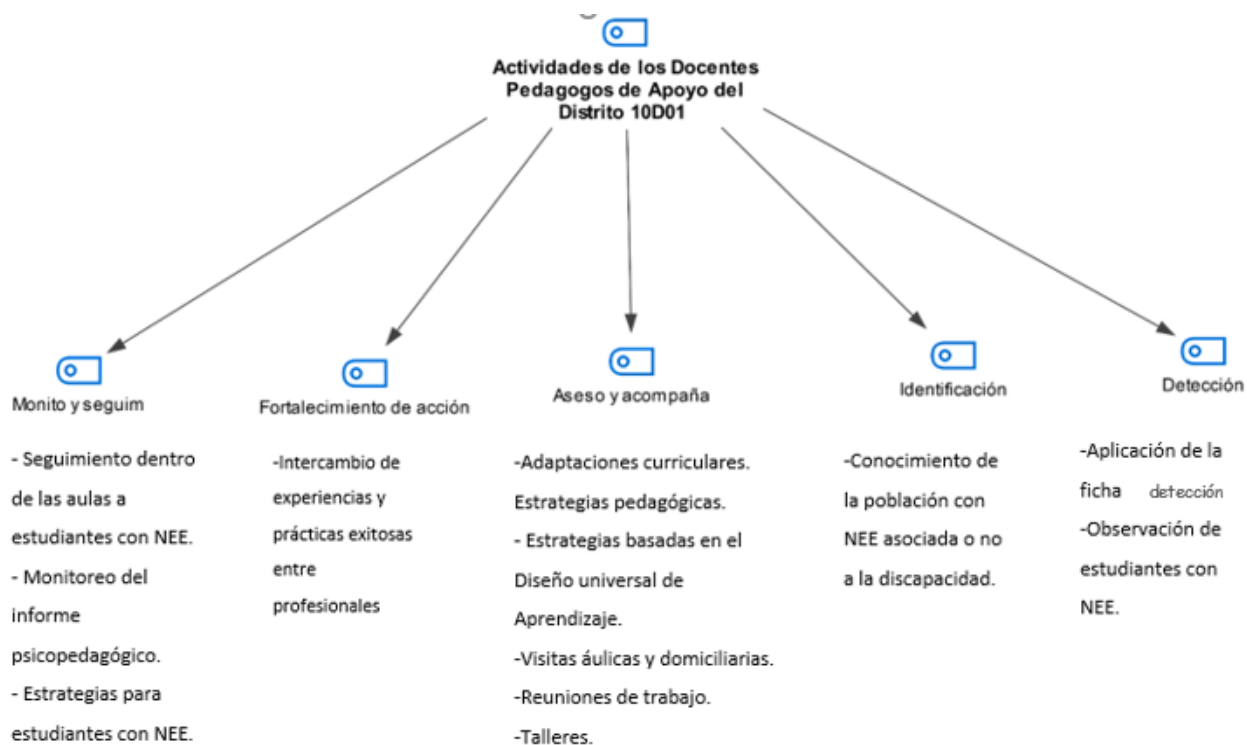 Actividades de los Docentes
Pedagogos de Apoyo del
Distrito 10D01
Monito y seguim
- Seguimiento dentro
de las aulas a
estudiantes con NEE.
- Monitoreo del
informe
psicopedagógico.
- Estrategias para
estudiantes con NEE.
Fortalecimiento de acción
-Intercambio de
experiencias y
prácticas exitosas
entre
profesionales
Aseso y acompaña
-Adaptaciones curriculares.
Estrategias pedagógicas.
- Estrategias basadas en el
Diseño universal de
Aprendizaje.
-Visitas áulicas y domiciliarias.
-Reuniones de trabajo.
-Talleres.
Identificación
-Conocimiento de
la población con
NEE asociada o no
a la discapacidad.
Detección
-Aplicación de la
ficha detección
-Observación de
estudiantes con
NEE.